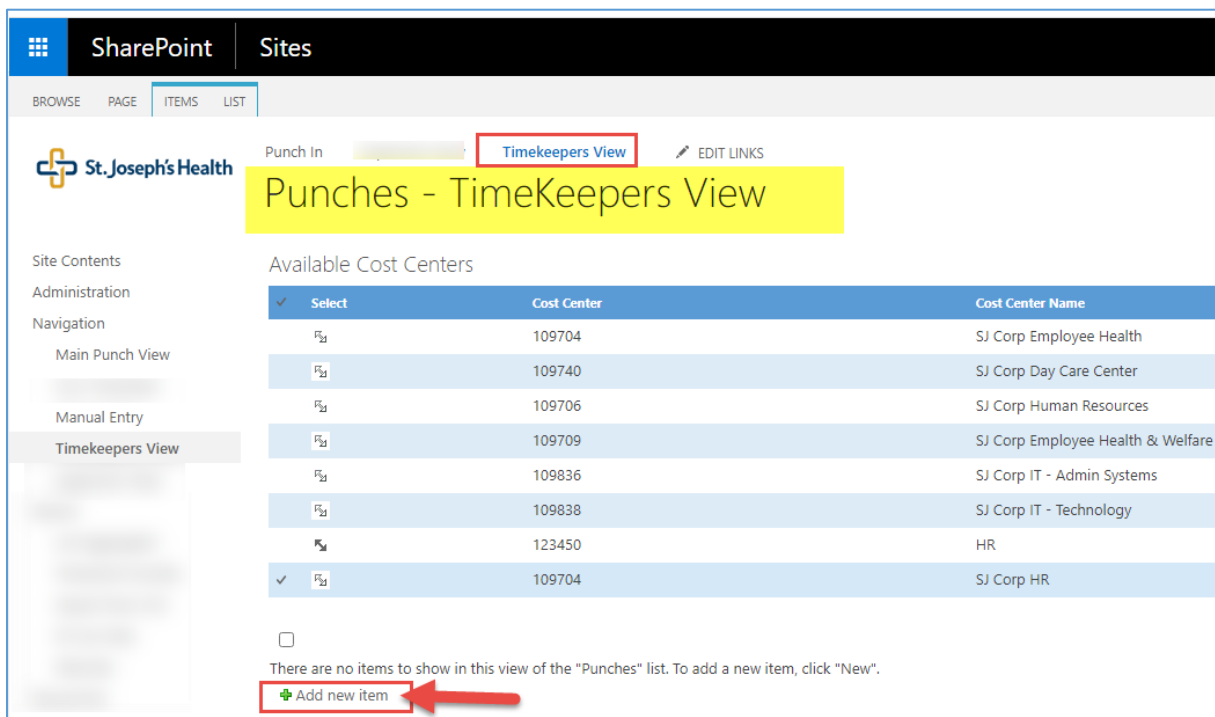 SharePoint Sites
BROWSE PAGE ITEMS LIST
St. Joseph's Health
Punch In Timekeepers View EDIT LINKS
Punches - TimeKeepers View
Site Contents
Administration
Navigation
Main Punch View
Manual Entry
Timekeepers View
Available Cost Centers
Select Cost Center Cost Center Name
109704 SJ Corp Employee Health
109740 SJ Corp Day Care Center
109706 SJ Corp Human Resources
109709 SJ Corp Employee Health & Welfare
109836 SJ Corp IT - Admin Systems
109838 SJ Corp IT - Technology
123450 HR
109704 SJ Corp HR
There are no items to show in this view of the "Punches" list. To add a new item, click "New".
Add new item